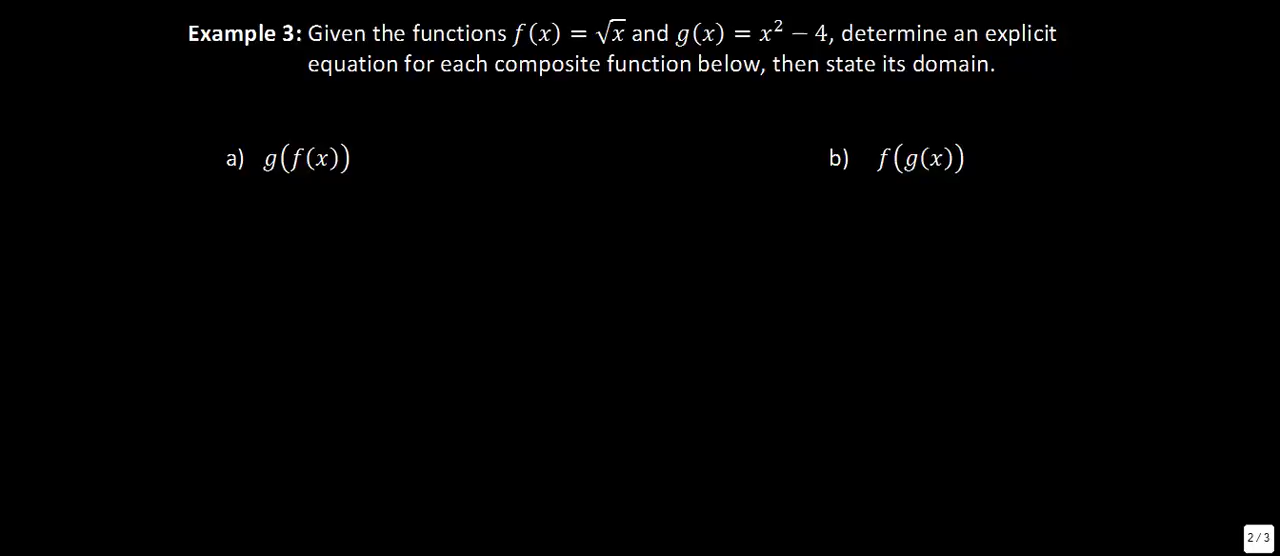 Example 3: Given the functions f(x) = √x and g(x) = x² − 4, determine an explicit
equation for each composite function below, then state its domain.
a) g(f(x))
b) f(g(x))
2/3